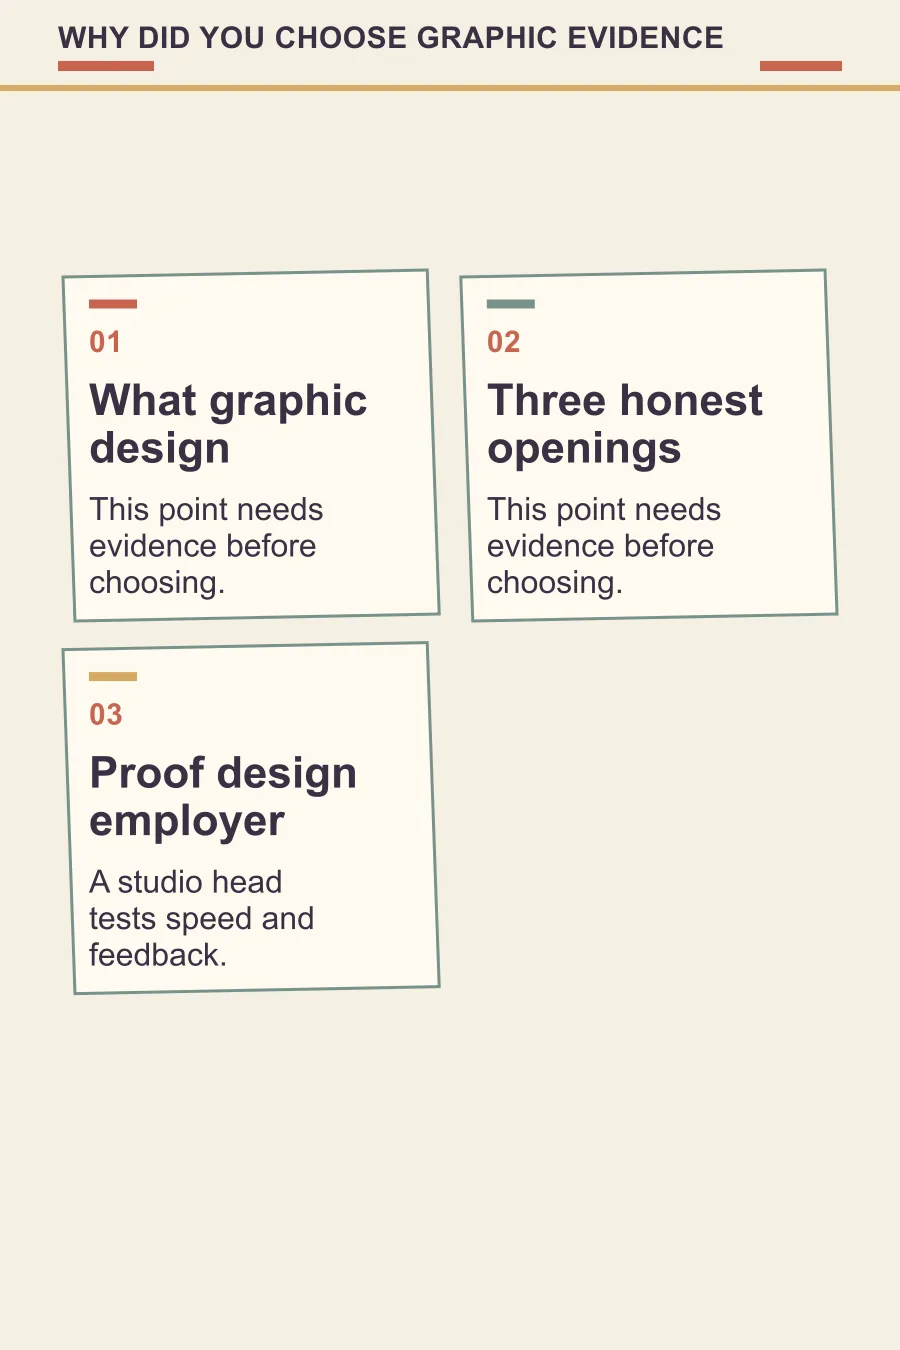 WHY DID YOU CHOOSE GRAPHIC EVIDENCE
01
What graphic
design
This point needs
evidence before
choosing.
02
Three honest
openings
This point needs
evidence before
choosing.
03
Proof design
employer
A studio head
tests speed and
feedback.